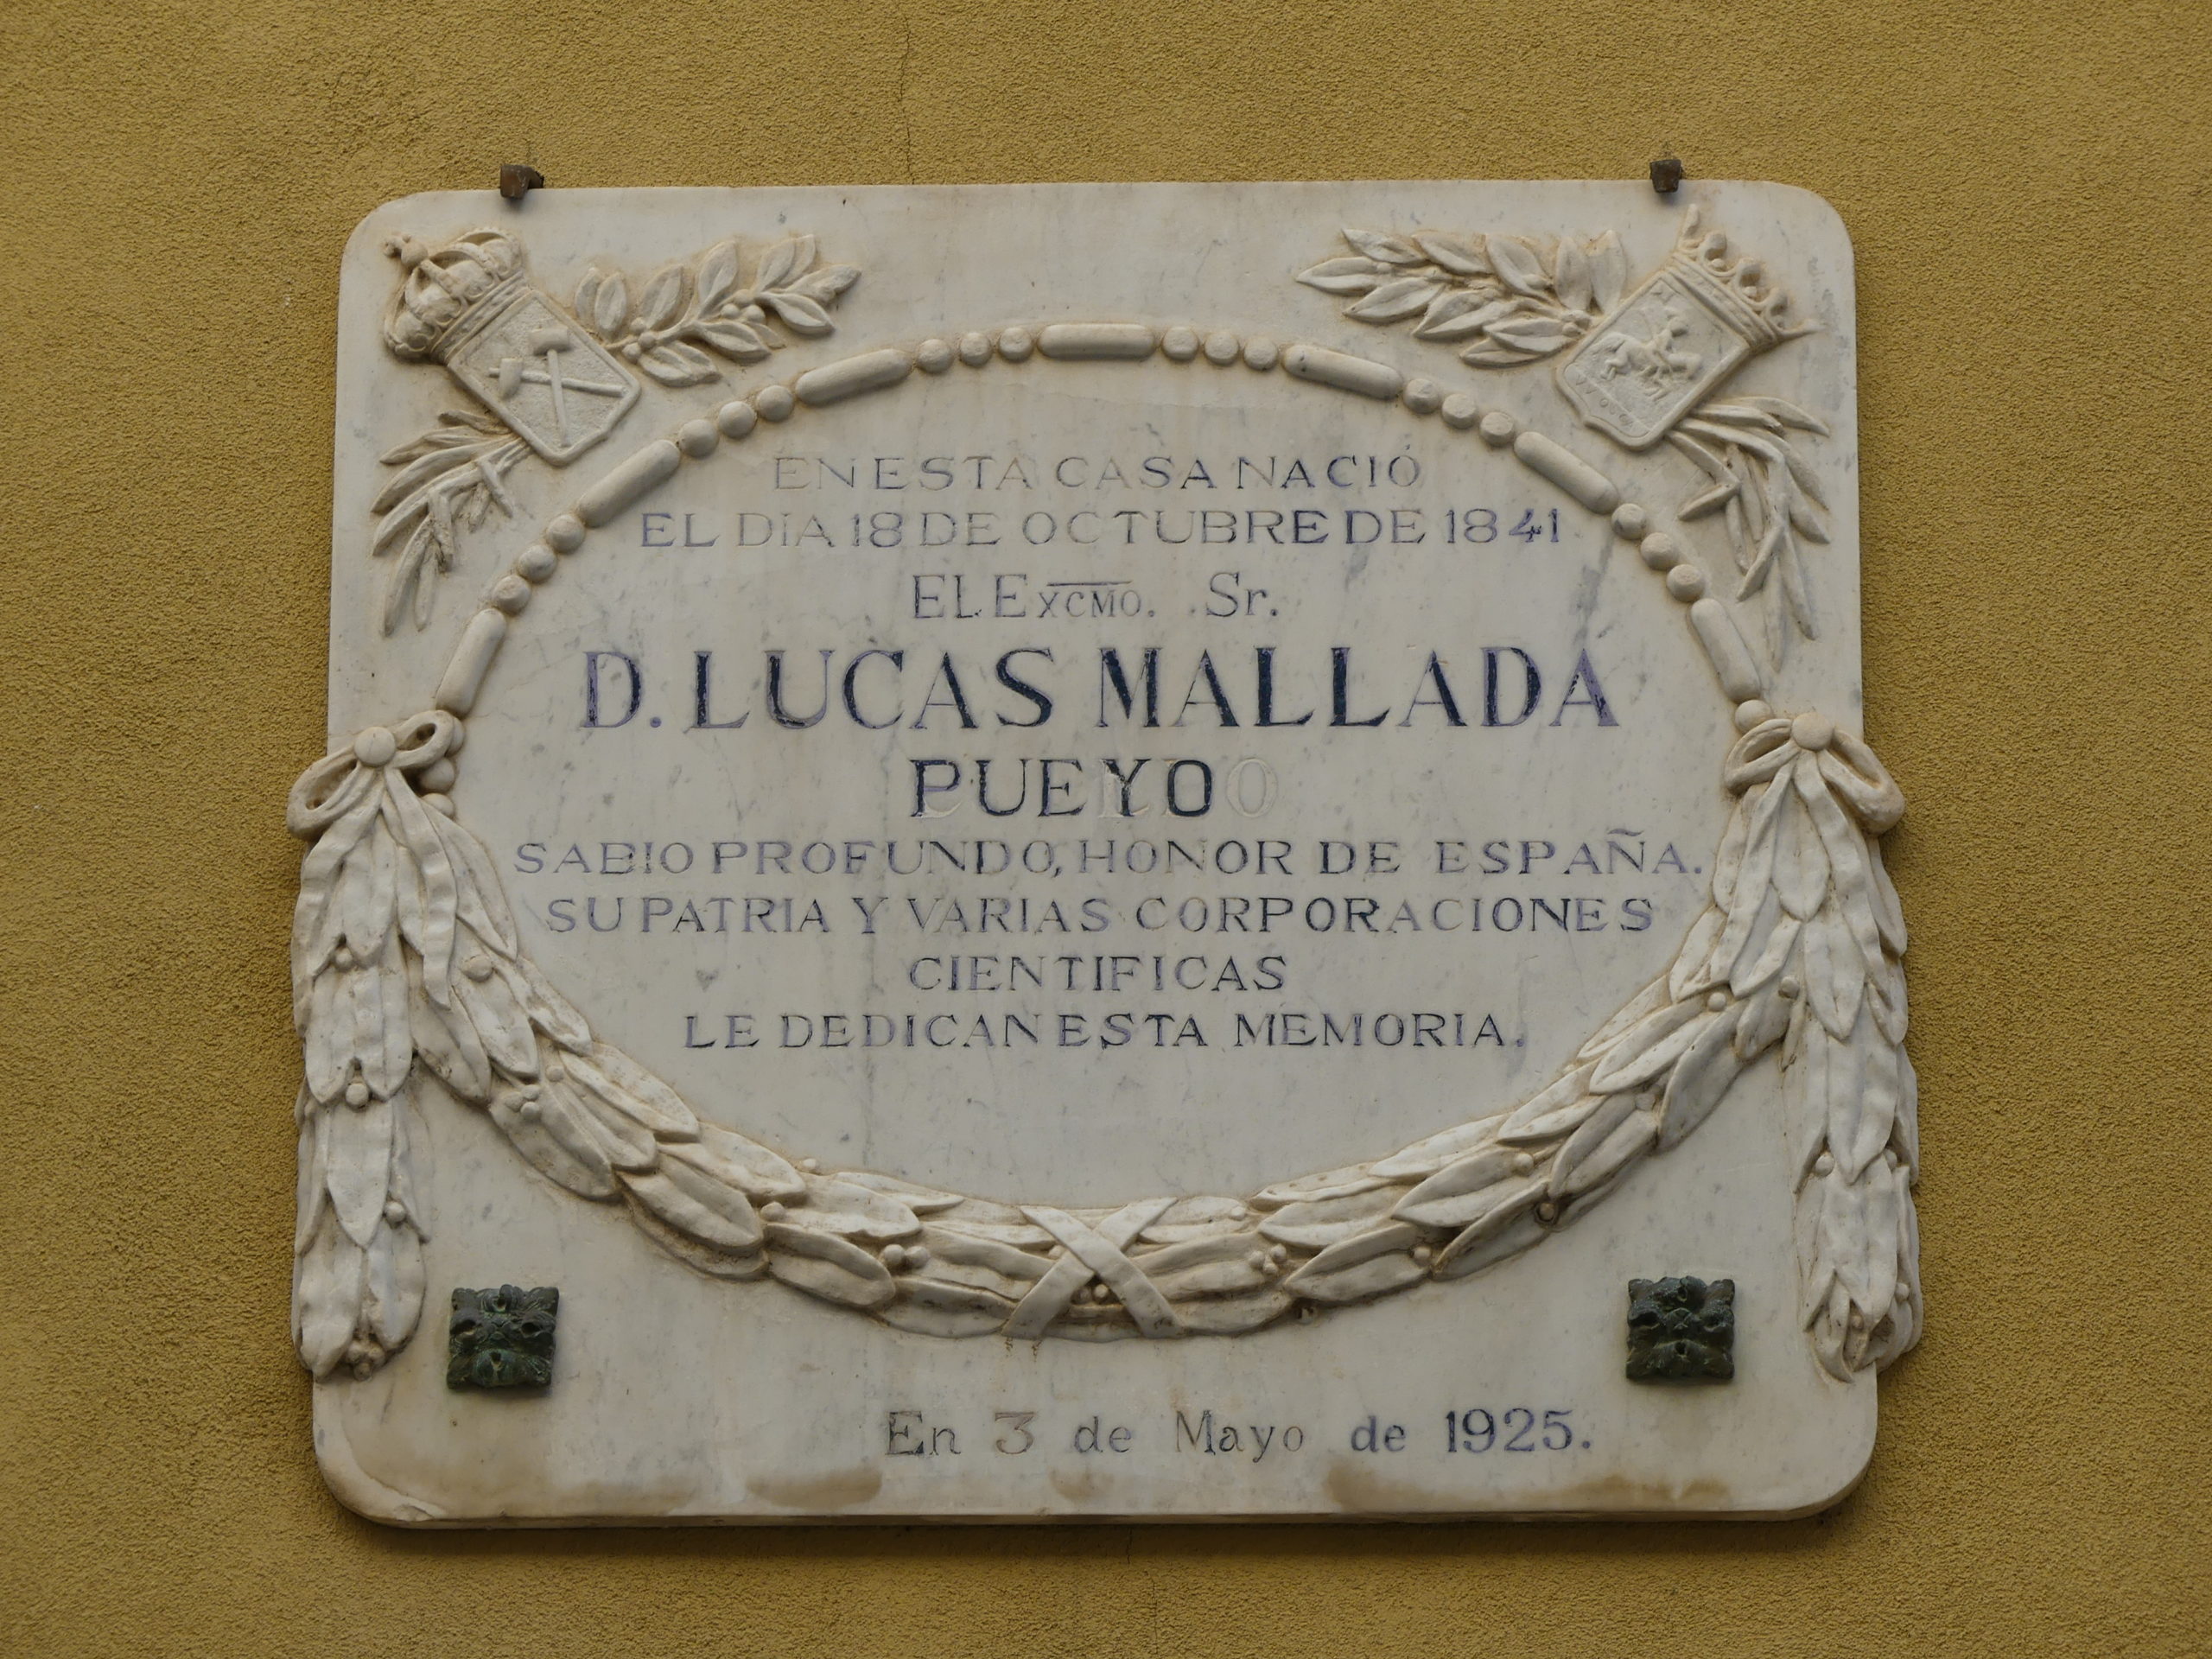 EN ESTA CASA NACIÓ
EL DIA 18 DE OCTUBRE DE 1841
EL EXCMO. Sr.
D. LUCAS MALLADA
PUEYO
SABIO PROFUNDO, HONOR DE ESPAÑA.
SU PATRIA Y VARIAS CORPORACIONES
CIENTIFICAS
LE DEDICAN ESTA MEMORIA.
En 3 de Mayo de 1925.